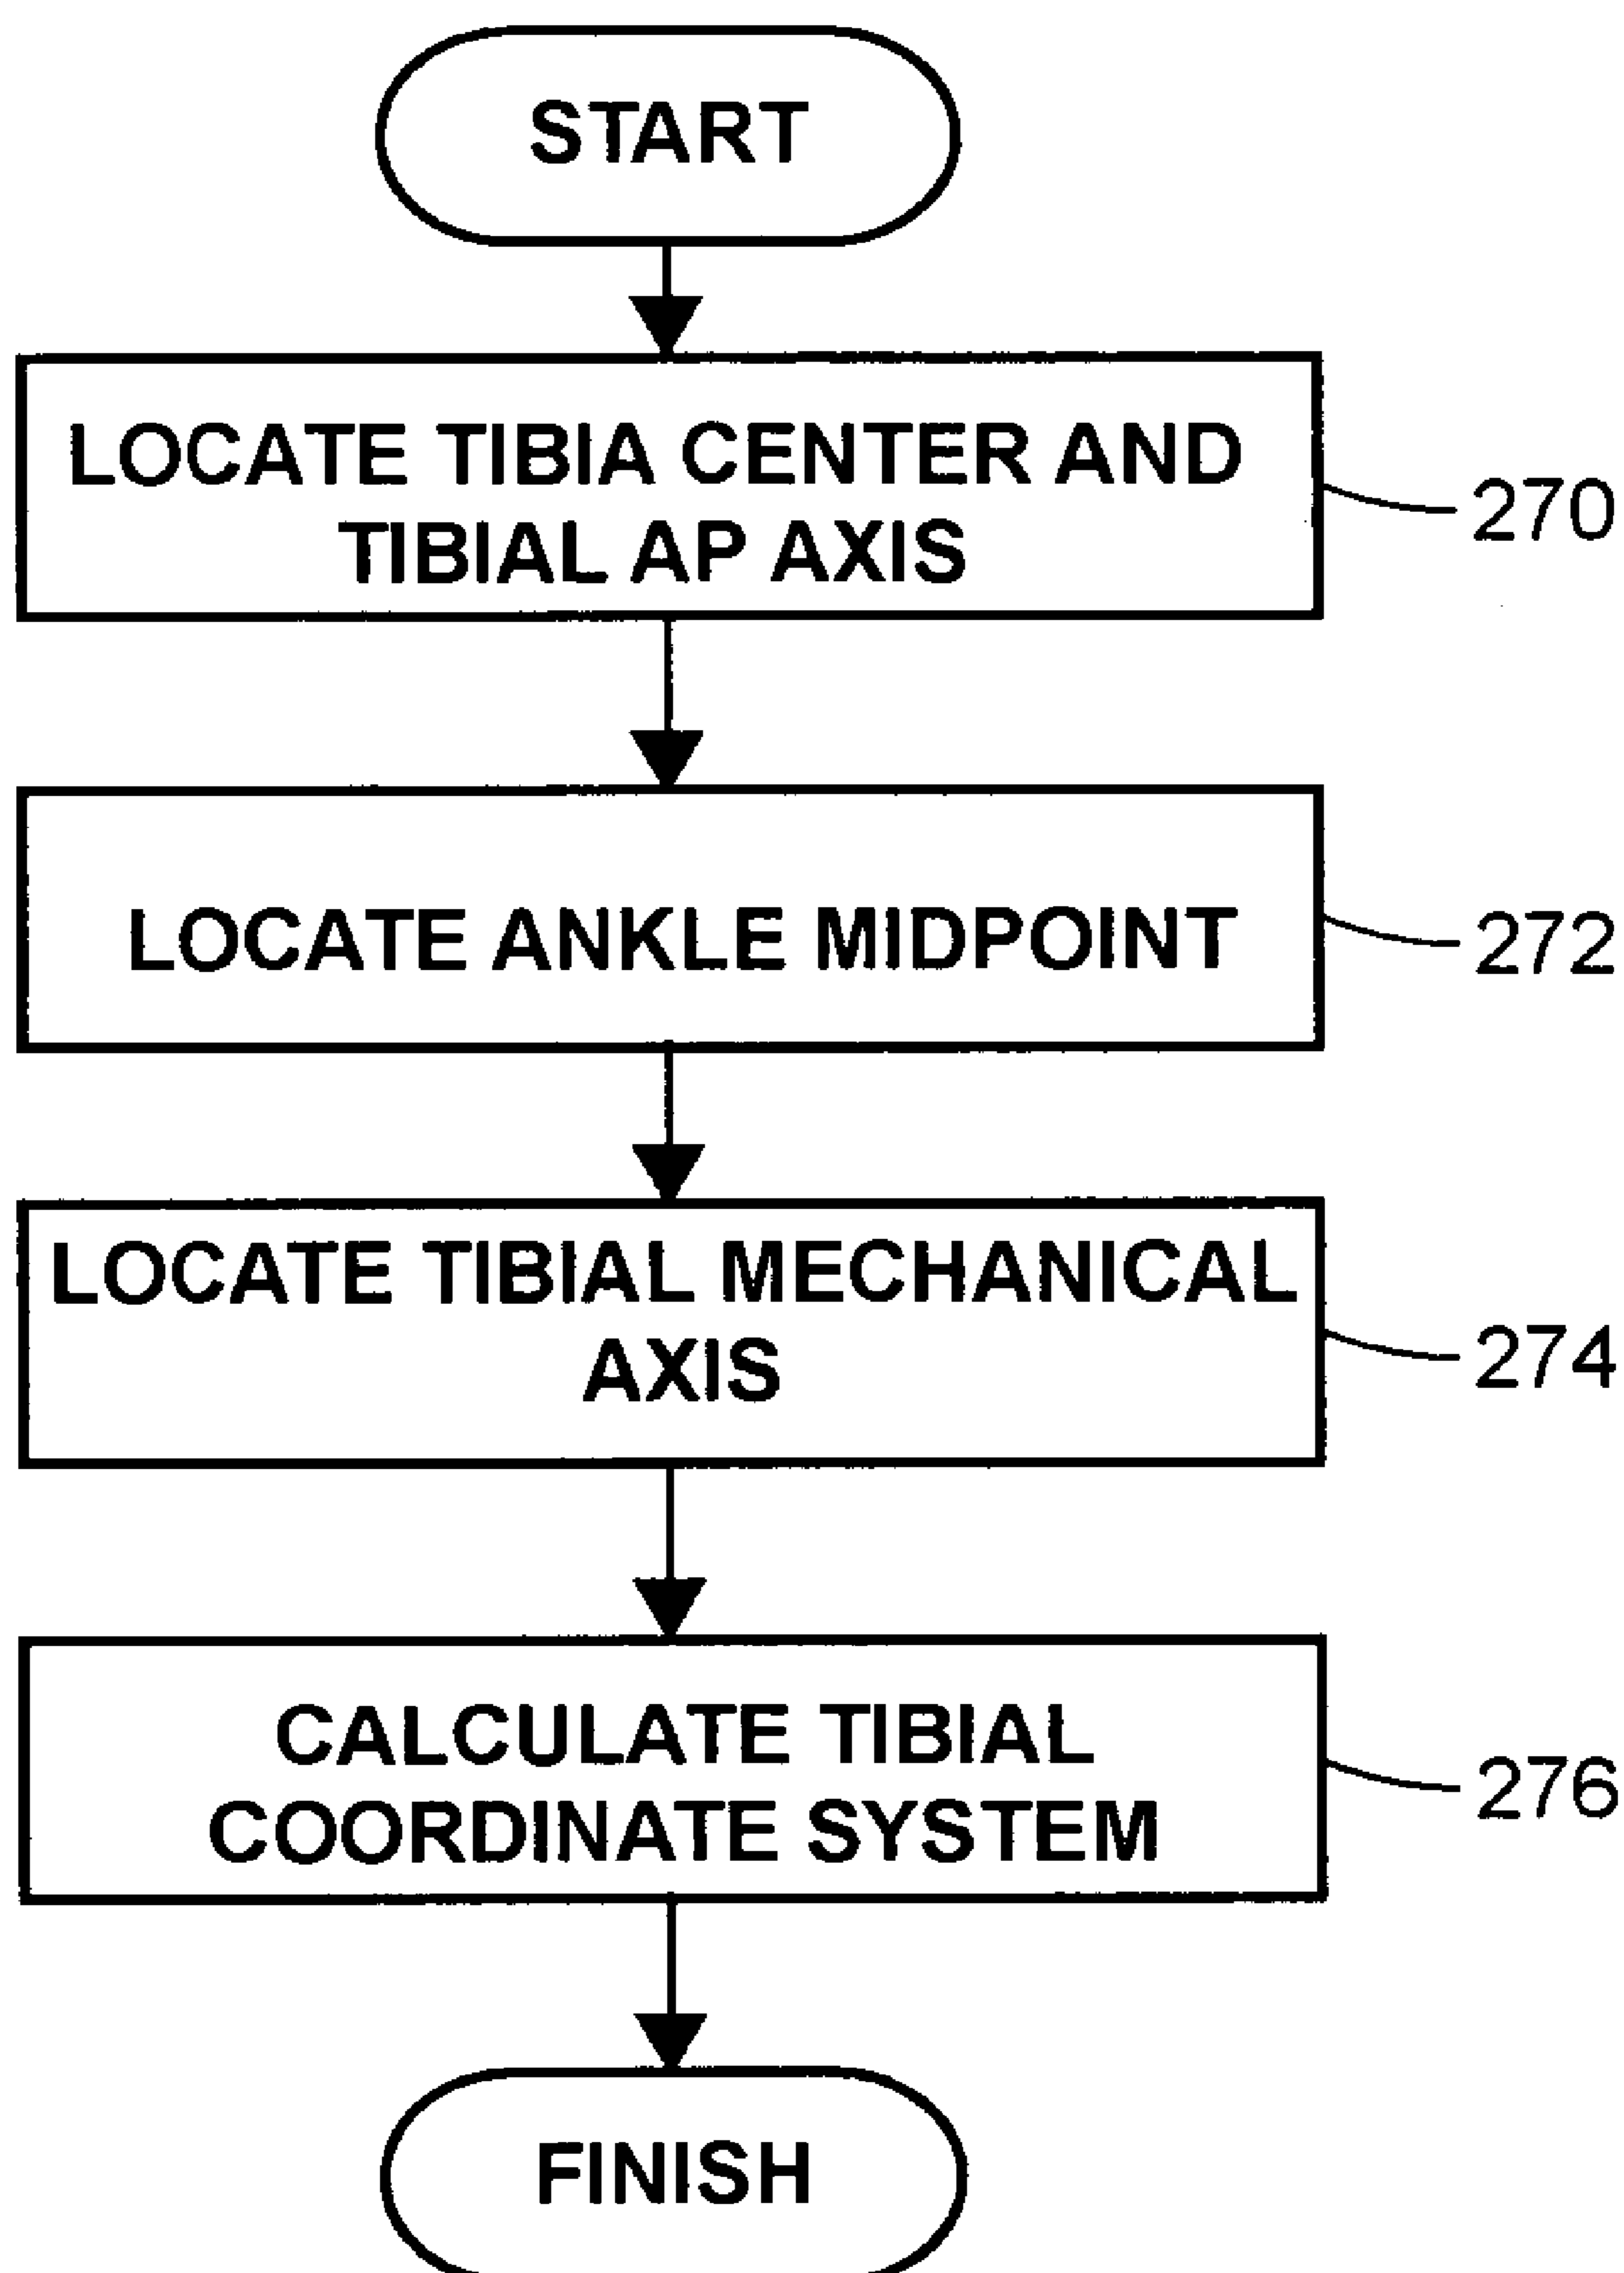 START
LOCATE TIBIA CENTER AND
TIBIAL AP AXIS
270
LOCATE ANKLE MIDPOINT
272
LOCATE TIBIAL MECHANICAL
AXIS
274
CALCULATE TIBIAL
COORDINATE SYSTEM
276
FINISH